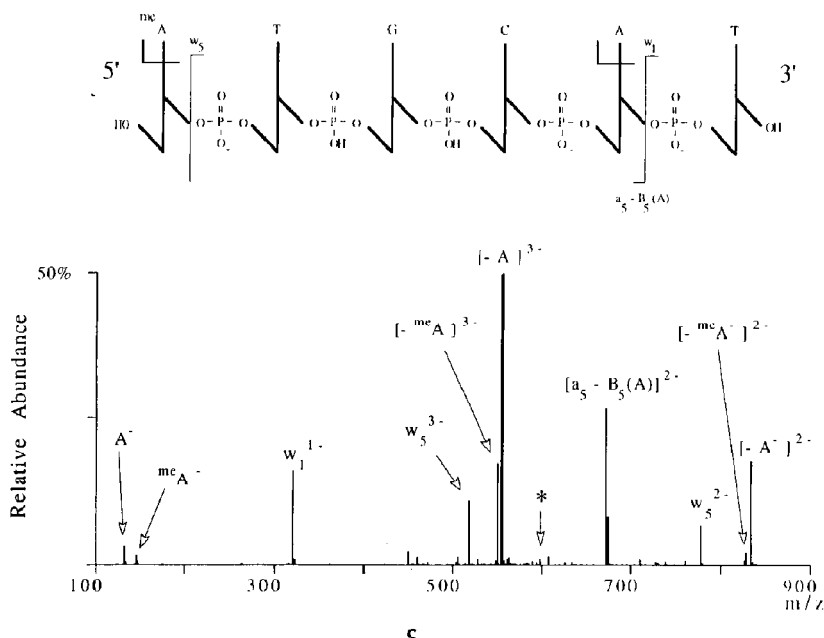 me A T G C A T
w5 w1
5' 3'
O O O O O
HO O-P-O O-P-O O-P-O O-P-O O-P-O OH
O- OH OH O- O-
a5 - B5(A)
[- A ]3-
50%
[- meA ]3-
[- meA- ]2-
[a5 - B5(A)]2-
A-
w5 3-
[- A- ]2-
meA-
w1 1-
*
w5 2-
Relative Abundance
100 300 500 700 900
m/z
c